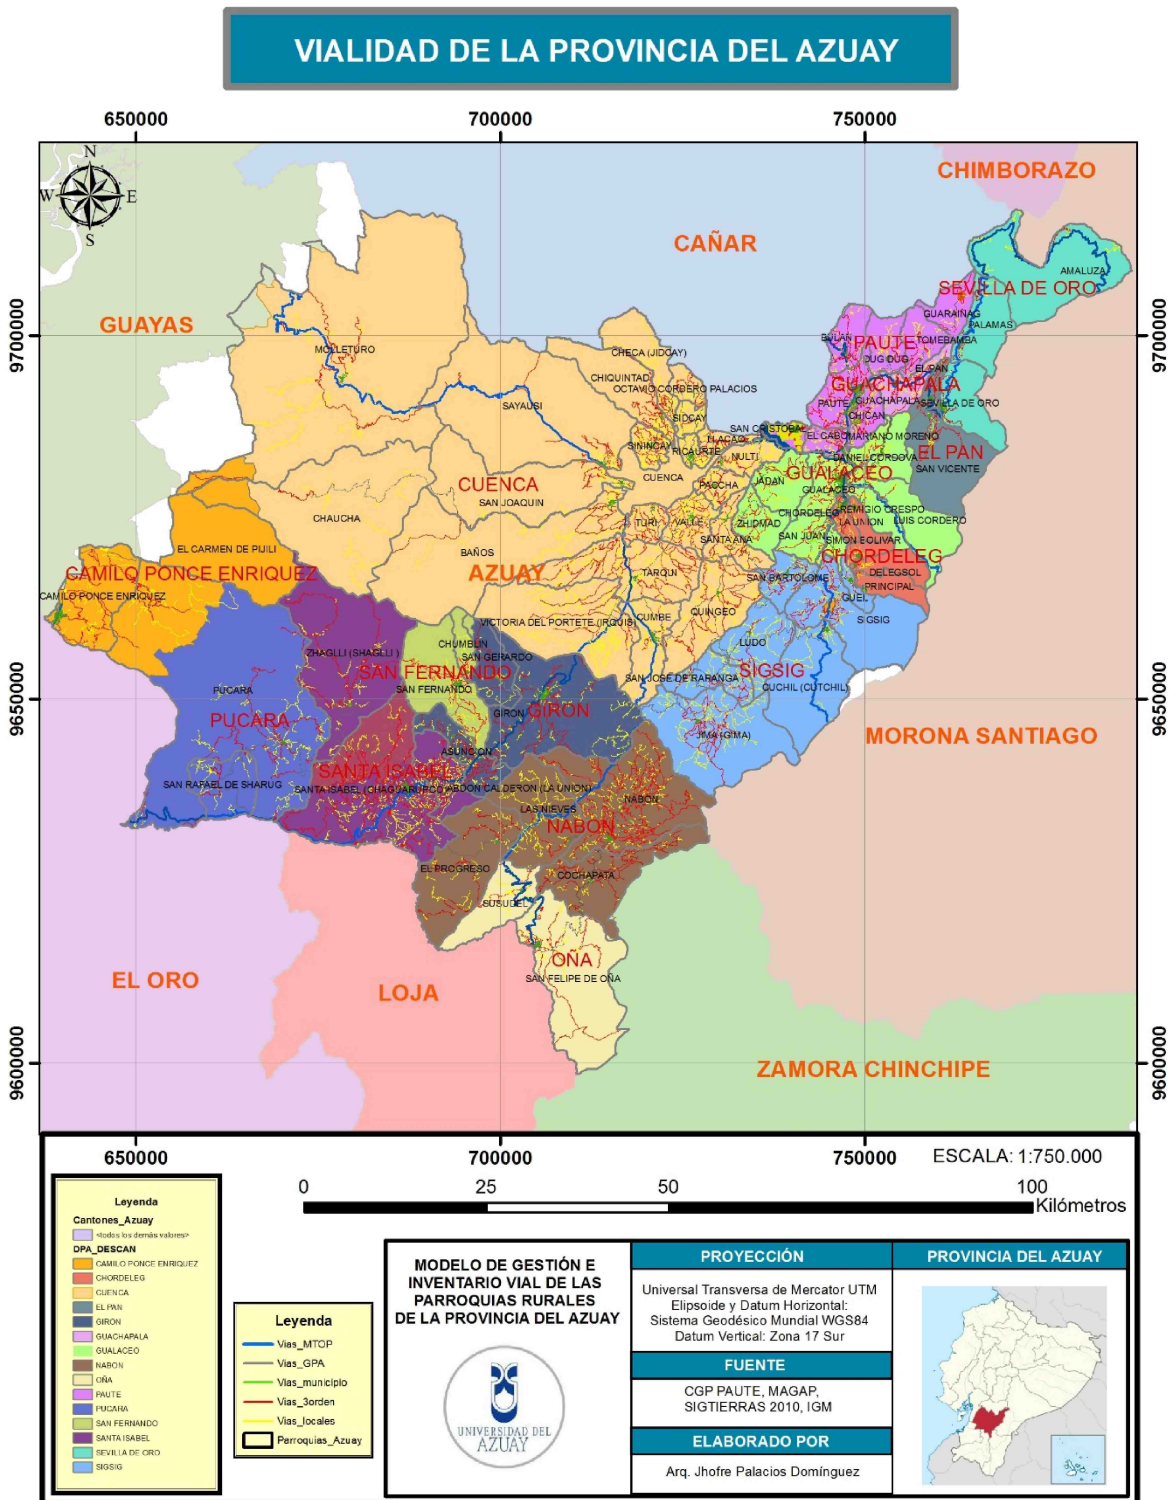 VIALIDAD DE LA PROVINCIA DEL AZUAY
650000 700000 750000
N
W E
S
CHIMBORAZO
CAÑAR
AMALUZA
SEVILLA DE ORO
GUARAINAG
PALAMAS
GUAYAS
9700000
9700000
BULAN
PAUTE
TOMEBAMBA
DUG DUG
MOLLETURO
CHECA (JIDCAY)
EL PAN
CHIQUINTAD
GUACHAPALA
OCTAVIO CORDERO PALACIOS
PAUTE
GUACHAPALA
SEVILLA DE ORO
SAYAUSI
SIDCAY
CHICAN
SAN CRISTOBAL
LLACAO
EL CABO
MARIANO MORENO
SININCAY
RICAURTE
NULTI
DANIEL CORDOVA
EL PAN
SAN VICENTE
CUENCA
CUENCA
PACCHA
JADAN
GUALACEO
GUALACEO
SAN JOAQUIN
CHAUCHA
TURI
VALLE
ZHIDMAD
CHORDELEG
REMIGIO CRESPO
LA UNION
LUIS CORDERO
SANTA ANA
SAN JUAN
SIMON BOLIVAR
EL CARMEN DE PIJILI
BAÑOS
CHORDELEG
CAMILO PONCE ENRIQUEZ
AZUAY
TARQUI
SAN BARTOLOME
DELEGSOL
PRINCIPAL
CAMILO PONCE ENRIQUEZ
GUEL
QUINGEO
CUMBE
SIGSIG
VICTORIA DEL PORTETE (IRQUIS)
CHUMBLIN
LUDO
ZHAGLLI (SHAGLLI )
SAN GERARDO
SAN FERNANDO
SIGSIG
SAN JOSE DE RARANGA
PUCARA
SAN FERNANDO
CUCHIL (CUTCHIL)
9650000
9650000
GIRON
GIRON
PUCARA
JIMA (GIMA)
MORONA SANTIAGO
ASUNCION
SANTA ISABEL
SAN RAFAEL DE SHARUG
SANTA ISABEL (CHAGUARURCO)
ABDON CALDERON (LA UNION)
NABON
LAS NIEVES
NABON
EL PROGRESO
COCHAPATA
SUSUDEL
OÑA
SAN FELIPE DE OÑA
EL ORO
LOJA
9600000
9600000
ZAMORA CHINCHIPE
650000 700000 750000
ESCALA: 1:750.000
0 25 50 100
Kilómetros
Leyenda
Cantones_Azuay
<todos los demás valores>
DPA_DESCAN
CAMILO PONCE ENRIQUEZ
CHORDELEG
CUENCA
EL PAN
GIRON
GUACHAPALA
GUALACEO
NABON
OÑA
PAUTE
PUCARA
SAN FERNANDO
SANTA ISABEL
SEVILLA DE ORO
SIGSIG
Leyenda
Vias_MTOP
Vias_GPA
Vias_municipio
Vias_3orden
Vias_locales
Parroquias_Azuay
MODELO DE GESTIÓN E
INVENTARIO VIAL DE LAS
PARROQUIAS RURALES
DE LA PROVINCIA DEL AZUAY
UNIVERSIDAD DEL
AZUAY
PROYECCIÓN
Universal Transversa de Mercator UTM
Elipsoide y Datum Horizontal:
Sistema Geodésico Mundial WGS84
Datum Vertical: Zona 17 Sur
FUENTE
CGP PAUTE, MAGAP,
SIGTIERRAS 2010, IGM
ELABORADO POR
Arq. Jhofre Palacios Domínguez
PROVINCIA DEL AZUAY